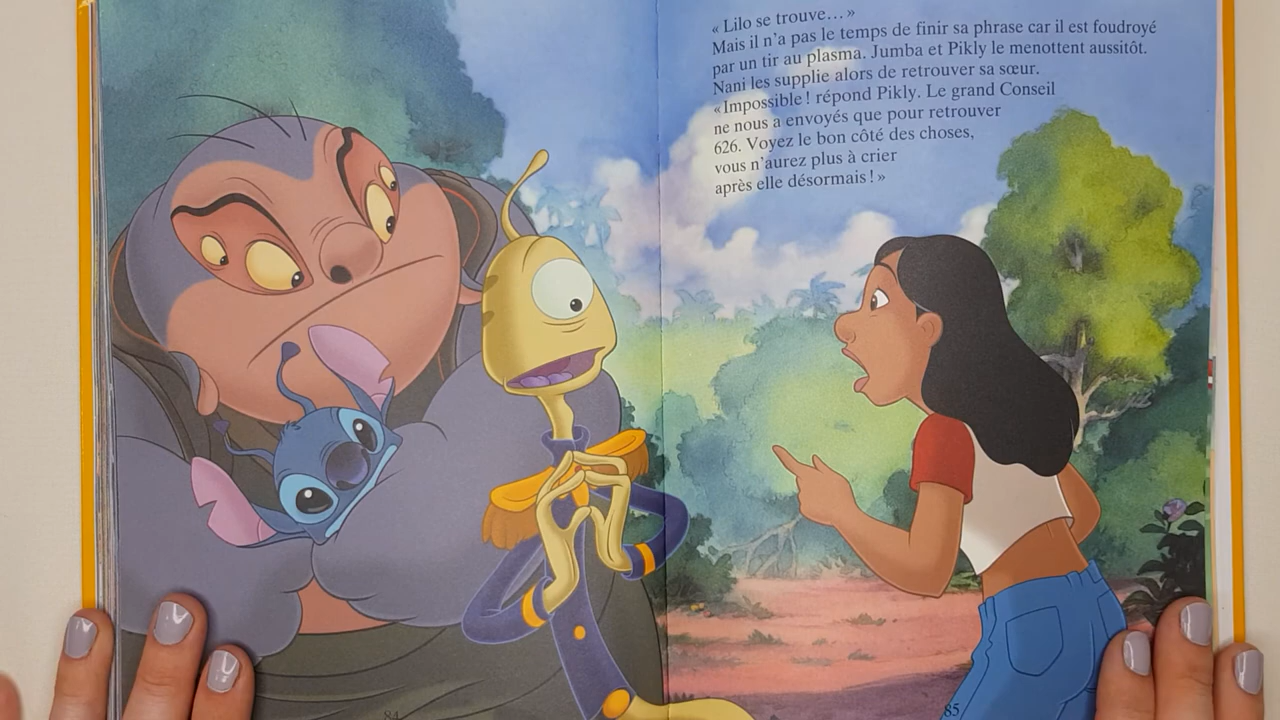 « Lilo se trouve… »
Mais il n’a pas le temps de finir sa phrase car il est foudroyé
par un tir au plasma. Jumba et Pikly le menottent aussitôt.
Nani les supplie alors de retrouver sa sœur.
« Impossible ! répond Pikly. Le grand Conseil
ne nous a envoyés que pour retrouver
626. Voyez le bon côté des choses,
vous n’aurez plus à crier
après elle désormais ! »
84
85